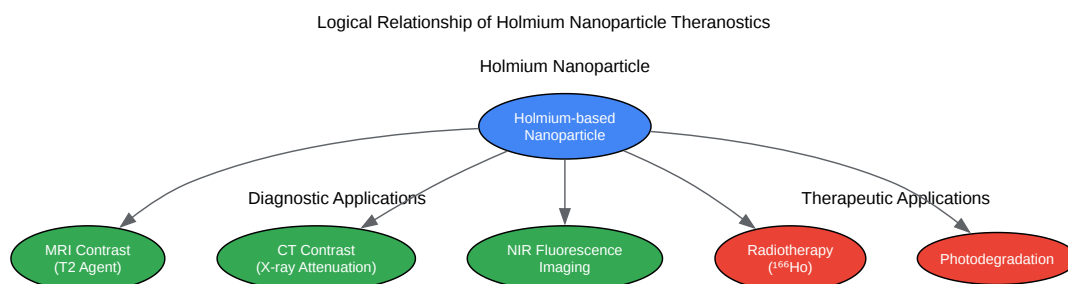 Logical Relationship of Holmium Nanoparticle Theranostics
Holmium Nanoparticle
Holmium-based
Nanoparticle
Diagnostic Applications
Therapeutic Applications
MRI Contrast
(T2 Agent)
CT Contrast
(X-ray Attenuation)
NIR Fluorescence
Imaging
Radiotherapy
(¹⁶⁶Ho)
Photodegradation